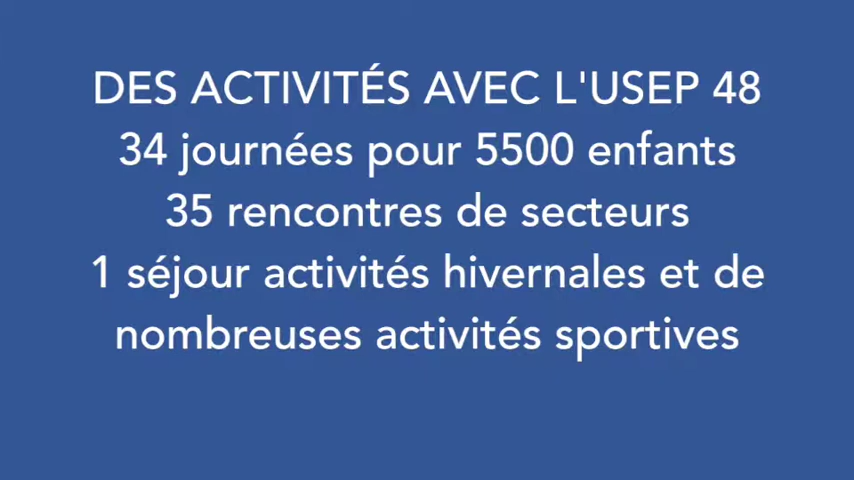 DES ACTIVITÉS AVEC L'USEP 48
34 journées pour 5500 enfants
35 rencontres de secteurs
1 séjour activités hivernales et de
nombreuses activités sportives